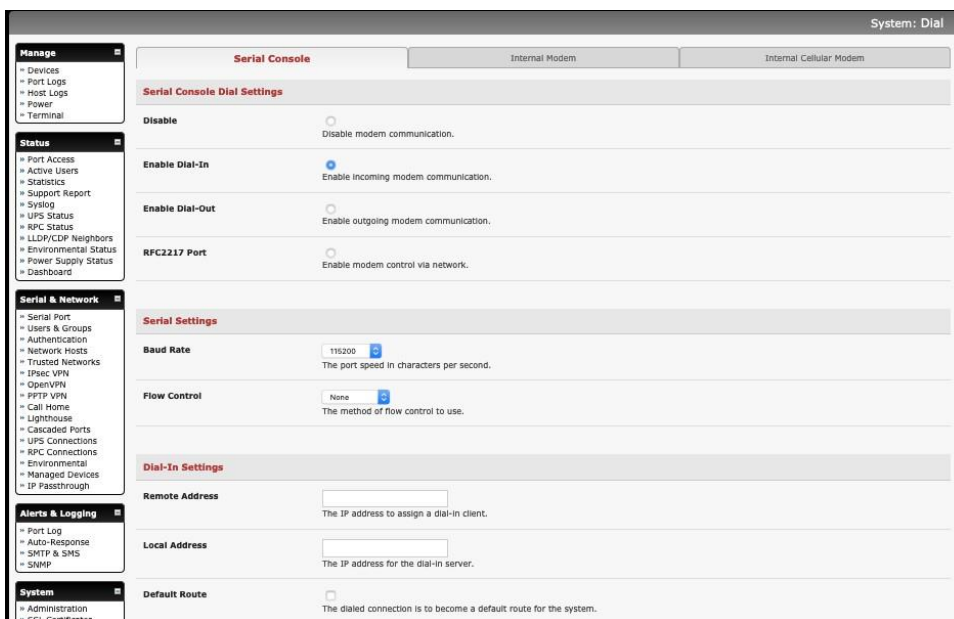 System: Dial
Manage
» Devices
» Port Logs
» Host Logs
» Power
» Terminal
Status
» Port Access
» Active Users
» Statistics
» Support Report
» Syslog
» UPS Status
» RPC Status
» LLDP/CDP Neighbors
» Environmental Status
» Power Supply Status
» Dashboard
Serial & Network
» Serial Port
» Users & Groups
» Authentication
» Network Hosts
» Trusted Networks
» IPsec VPN
» OpenVPN
» PPTP VPN
» Call Home
» Lighthouse
» Cascaded Ports
» UPS Connections
» RPC Connections
» Environmental
» Managed Devices
» IP Passthrough
Alerts & Logging
» Port Log
» Auto-Response
» SMTP & SMS
» SNMP
System
» Administration
» SSL Certificates
Serial Console
Internal Modem
Internal Cellular Modem
Serial Console Dial Settings
Disable
Disable modem communication.
Enable Dial-In
Enable incoming modem communication.
Enable Dial-Out
Enable outgoing modem communication.
RFC2217 Port
Enable modem control via network.
Serial Settings
Baud Rate
115200
The port speed in characters per second.
Flow Control
None
The method of flow control to use.
Dial-In Settings
Remote Address
The IP address to assign a dial-in client.
Local Address
The IP address for the dial-in server.
Default Route
The dialed connection is to become a default route for the system.